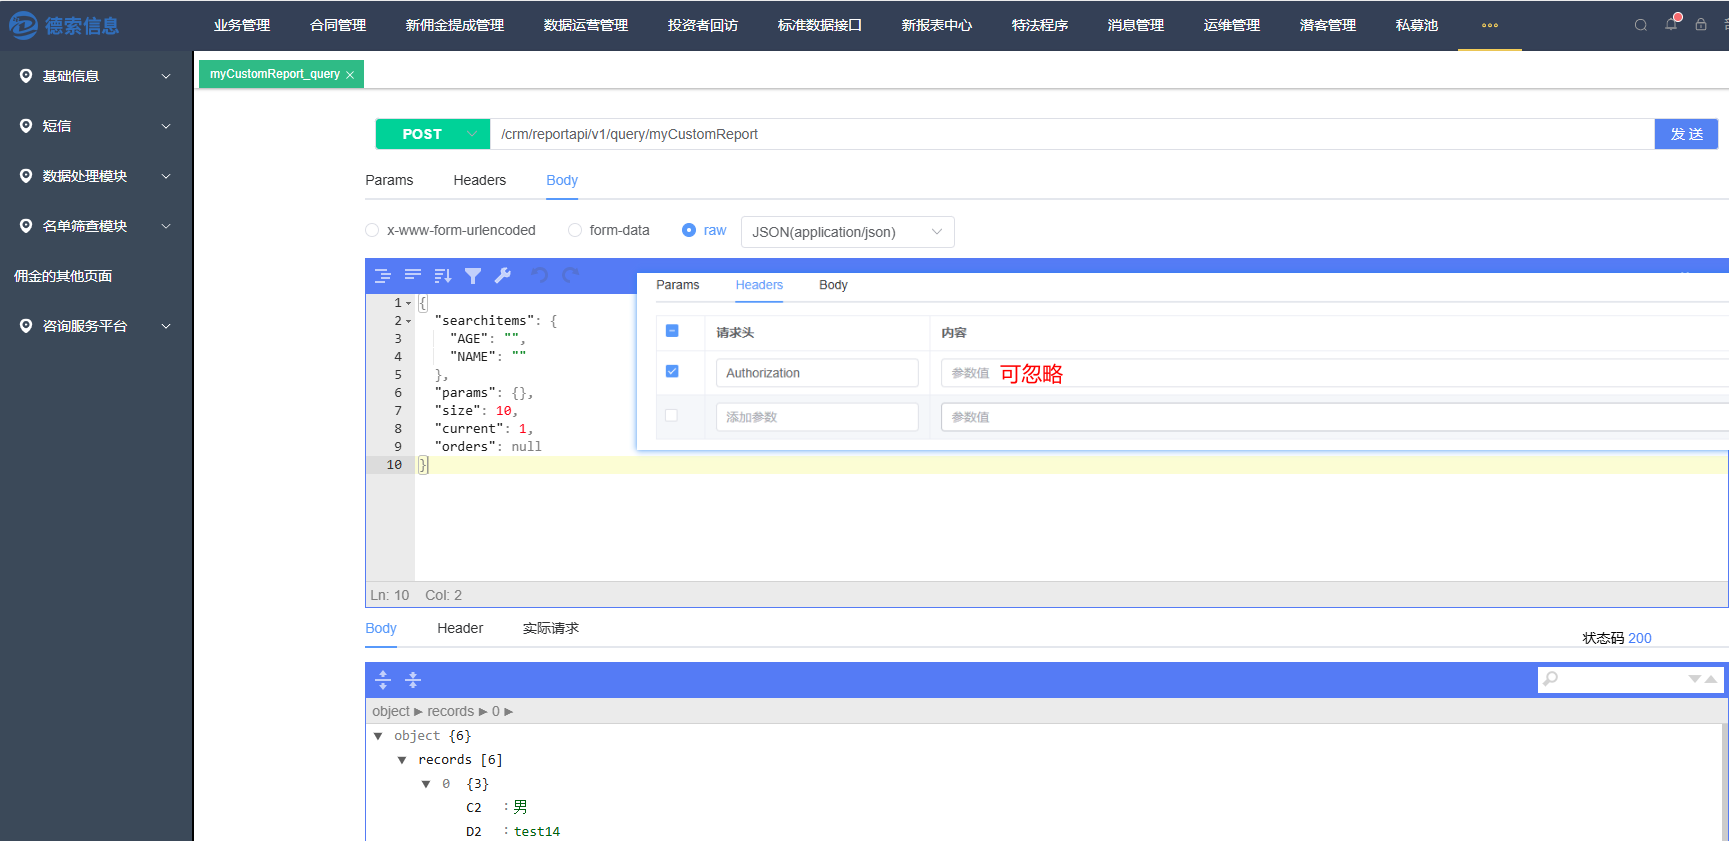 德索信息
业务管理 合同管理 新佣金提成管理 数据运营管理 投资者回访 标准数据接口 新报表中心 特法程序 消息管理 运维管理 潜客管理 私募池
基础信息
短信
数据处理模块
名单筛查模块
佣金的其他页面
咨询服务平台
myCustomReport_query
POST /crm/reportapi/v1/query/myCustomReport 发 送
Params Headers Body
x-www-form-urlencoded form-data raw JSON(application/json)
1 {
2 "searchitems": {
3 "AGE": "",
4 "NAME": ""
5 },
6 "params": {},
7 "size": 10,
8 "current": 1,
9 "orders": null
10 }
Params Headers Body
请求头 内容
Authorization 参数值 可忽略
添加参数 参数值
Ln: 10 Col: 2
Body Header 实际请求
状态码 200
object ▶ records ▶ 0 ▶
▼ object {6}
▼ records [6]
▼ 0 {3}
C2 : 男
D2 : test14